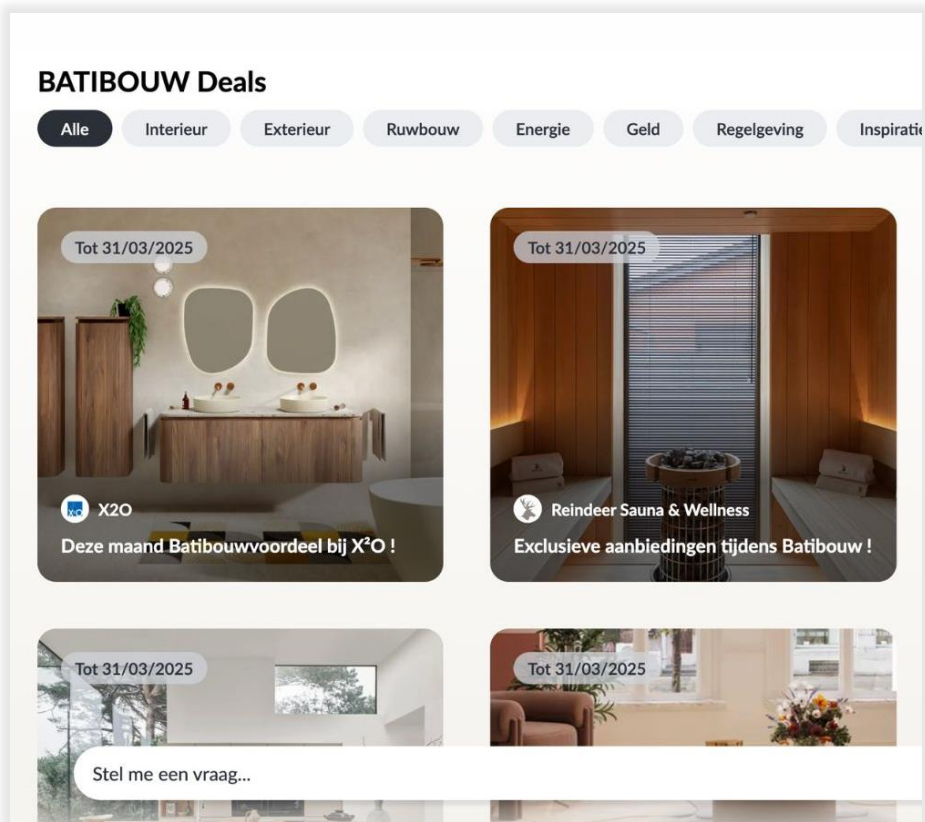 BATIBOUW Deals
Alle Interieur Exterieur Ruwbouw Energie Geld Regelgeving Inspiratie
Tot 31/03/2025 Tot 31/03/2025
X2O Reindeer Sauna & Wellness
Deze maand Batibouwvoordeel bij X²O ! Exclusieve aanbiedingen tijdens Batibouw !
Tot 31/03/2025 Tot 31/03/2025
Stel me een vraag...